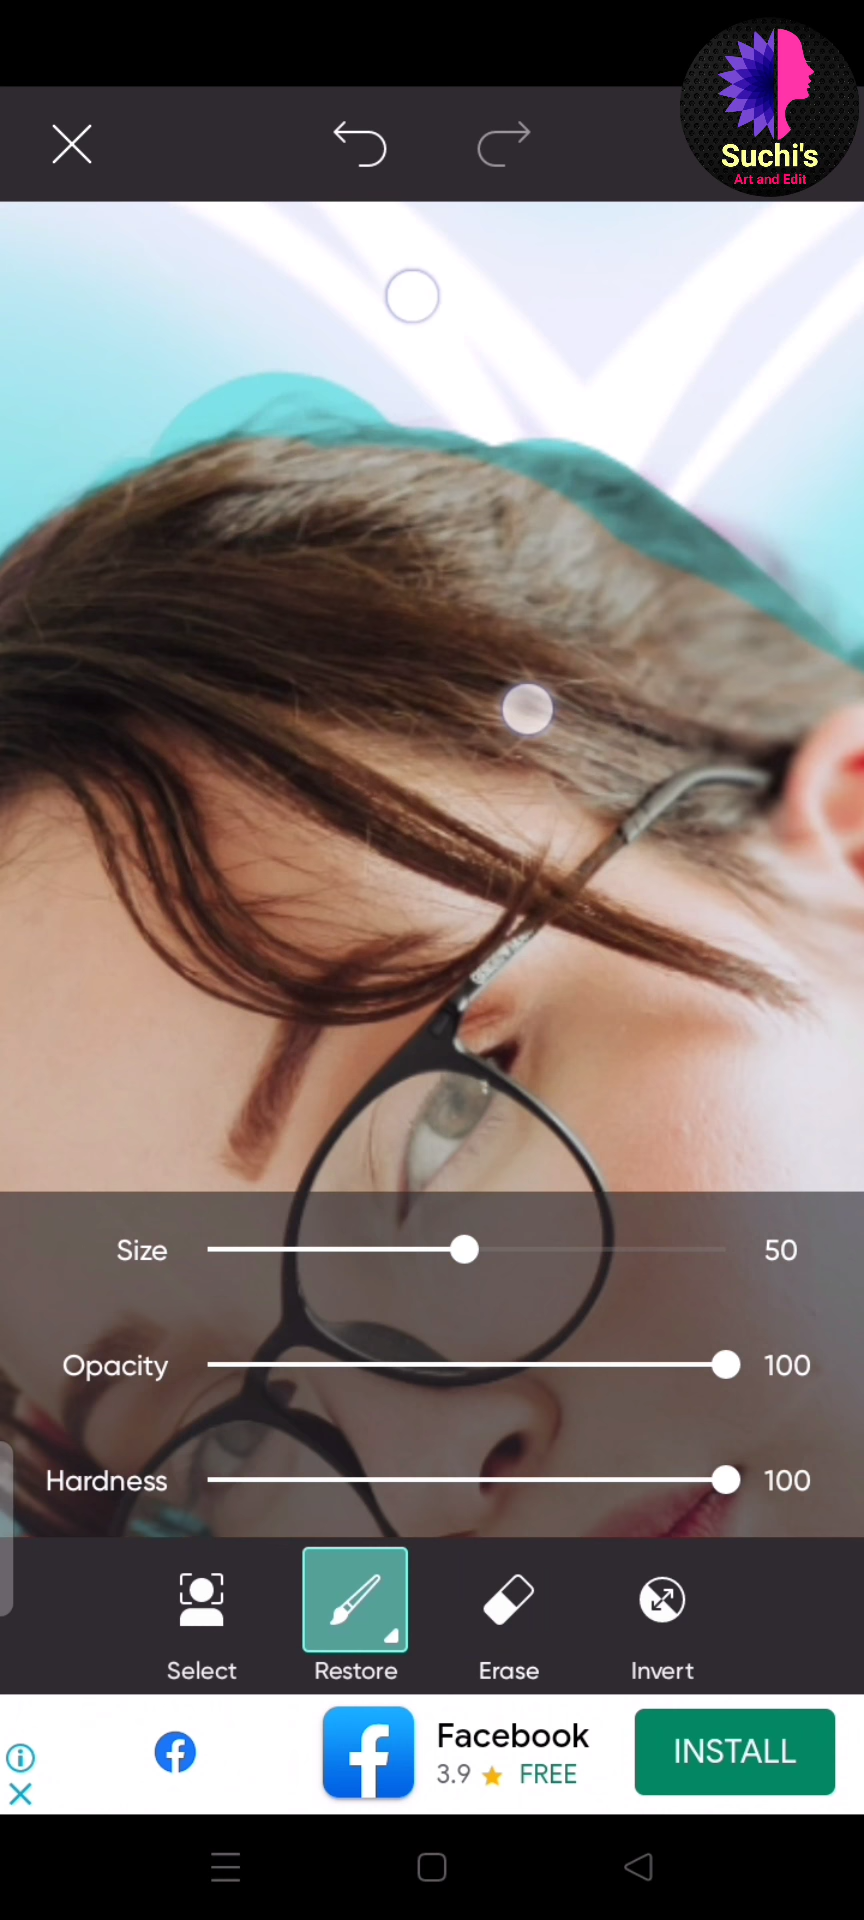 Suchi's
Art and Edit
Size 50
Opacity 100
Hardness 100
Select Restore Erase Invert
Facebook
3.9 FREE
INSTALL